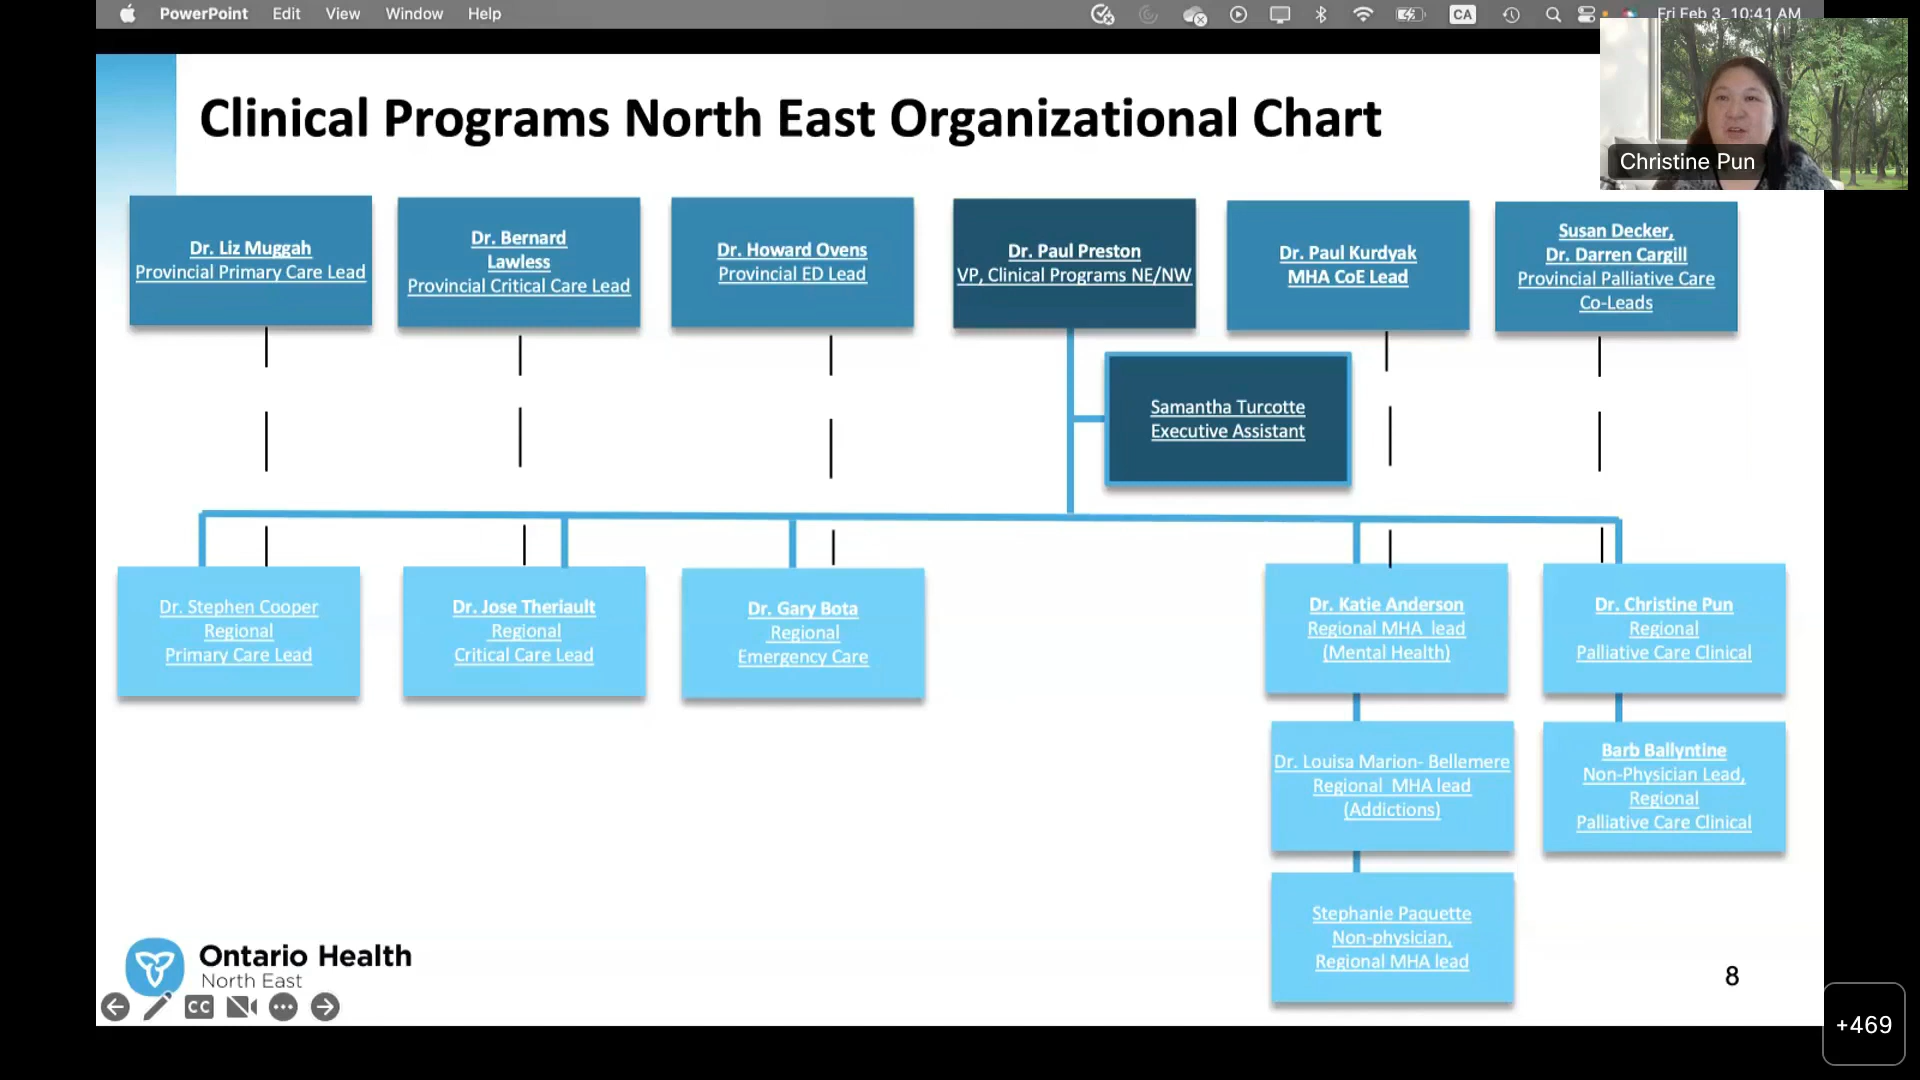 PowerPoint Edit View Window Help
CA
Fri Feb 3 10:41 AM
Clinical Programs North East Organizational Chart
Christine Pun
Dr. Liz Muggah
Provincial Primary Care Lead
Dr. Bernard
Lawless
Provincial Critical Care Lead
Dr. Howard Ovens
Provincial ED Lead
Dr. Paul Preston
VP, Clinical Programs NE/NW
Dr. Paul Kurdyak
MHA CoE Lead
Susan Decker,
Dr. Darren Cargill
Provincial Palliative Care
Co-Leads
Samantha Turcotte
Executive Assistant
Dr. Stephen Cooper
Regional
Primary Care Lead
Dr. Jose Theriault
Regional
Critical Care Lead
Dr. Gary Bota
Regional
Emergency Care
Dr. Katie Anderson
Regional MHA lead
(Mental Health)
Dr. Christine Pun
Regional
Palliative Care Clinical
Dr. Louisa Marion- Bellemere
Regional MHA lead
(Addictions)
Barb Ballyntine
Non-Physician Lead,
Regional
Palliative Care Clinical
Stephanie Paquette
Non-physician,
Regional MHA lead
Ontario Health
North East
CC
8
+469